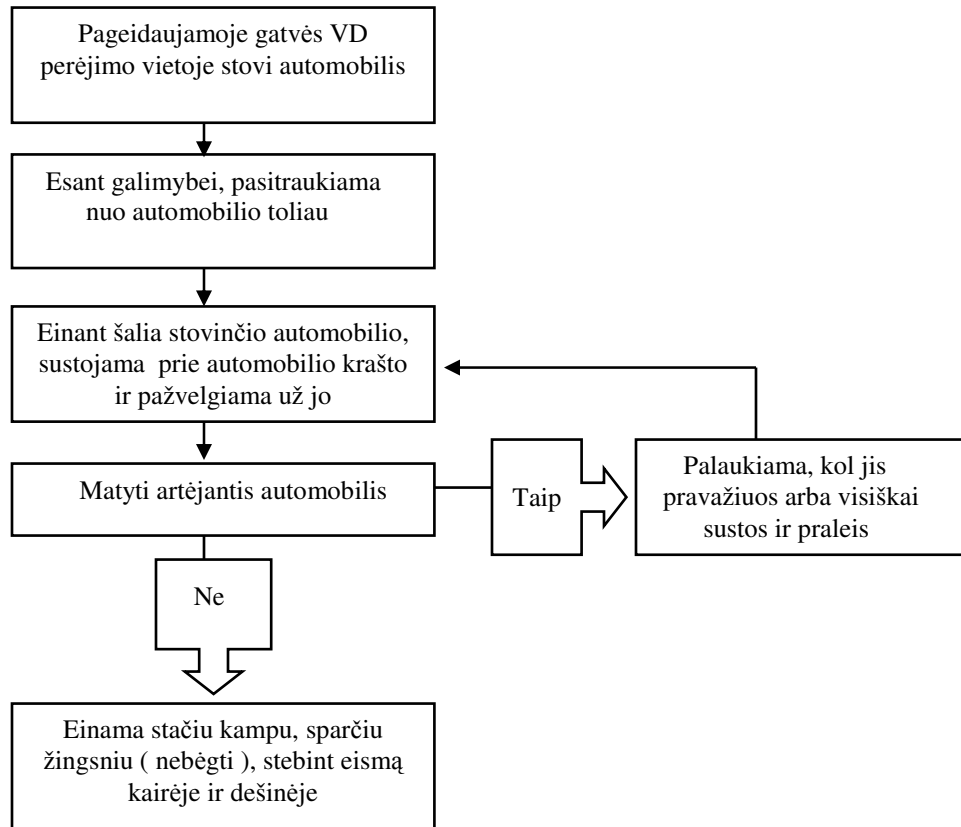 Pageidaujamoje gatvės VD
perėjimo vietoje stovi automobilis
Esant galimybei, pasitraukiama
nuo automobilio toliau
Einant šalia stovinčio automobilio,
sustojama prie automobilio krašto
ir pažvelgiama už jo
Matyti artėjantis automobilis
Taip
Palaukiama, kol jis
pravažiuos arba visiškai
sustos ir praleis
Ne
Einama stačiu kampu, sparčiu
žingsniu ( nebėgti ), stebint eismą
kairėje ir dešinėje